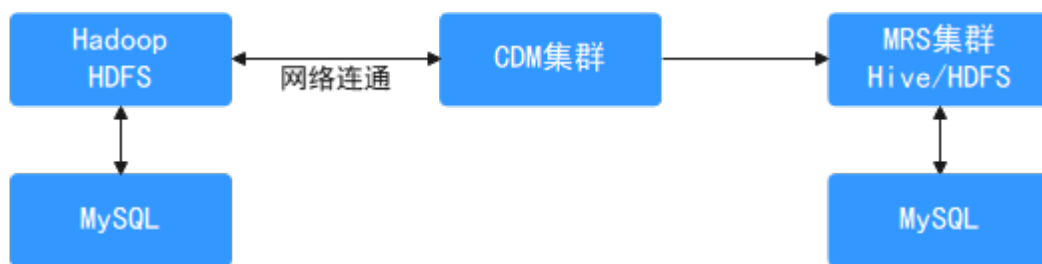 Hadoop
HDFS
网络连通
CDM集群
MRS集群
Hive/HDFS
MySQL
MySQL